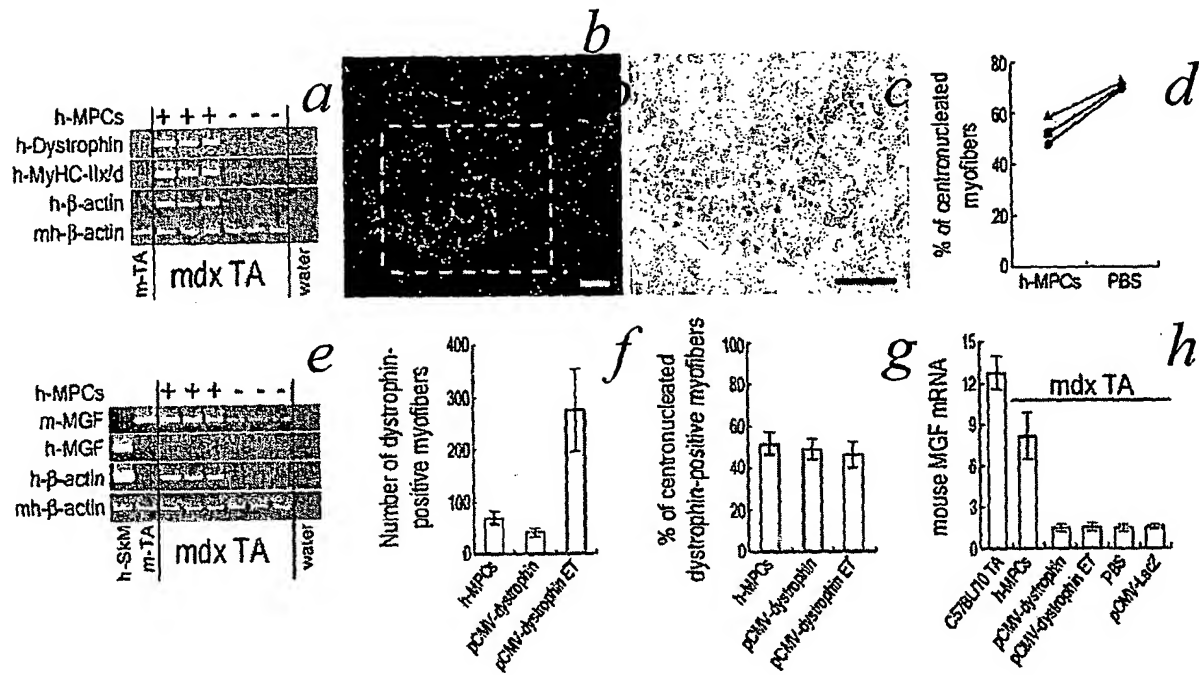 a
h-MPCs + + + - - -
h-Dystrophin
h-MyHC-IIx/d
h-β-actin
mh-β-actin
m-TA
mdx TA
water
b
c
d
% of centronucleated
myofibers
80
60
40
20
0
h-MPCs PBS
e
h-MPCs + + + - - -
m-MGF
h-MGF
h-β-actin
mh-β-actin
h-SkM
m-TA
mdx TA
water
f
Number of dystrophin-
positive myofibers
400
300
200
100
0
h-MPCs
pCMV-dystrophin
pCMV-dystrophin ET
g
% of centronucleated
dystrophin-positive myofibers
100
80
60
40
20
0
h-MPCs
pCMV-dystrophin
pCMV-dystrophin ET
h
mouse MGF mRNA
15
12
9
6
3
0
mdx TA
C57BL/10 TA
h-MPCs
pCMV-dystrophin
pCMV-dystrophin ET
PBS
pCMV-LacZ